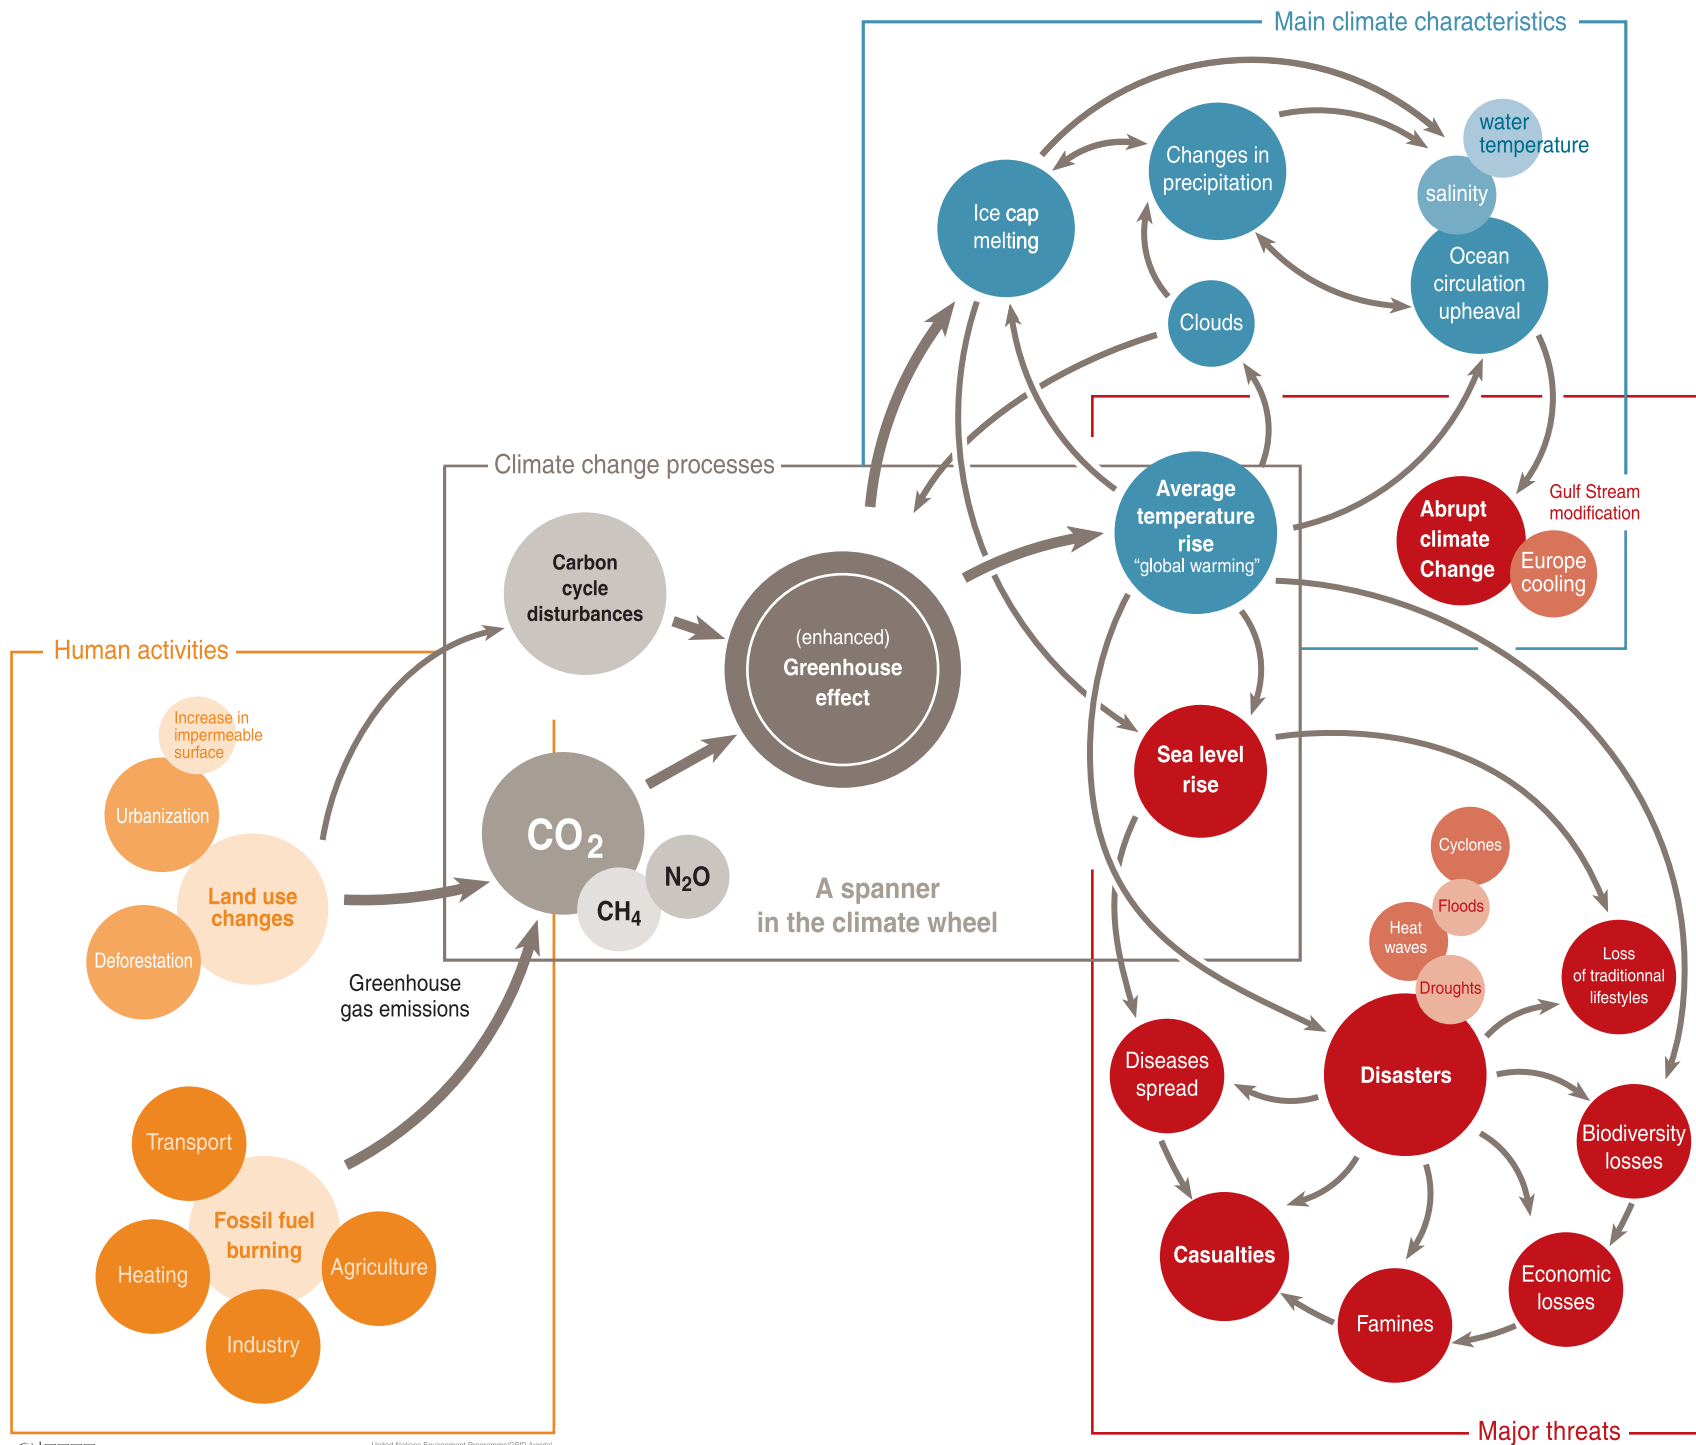 Main climate characteristics
water
temperature
Changes in
precipitation
salinity
Ice cap
melting
Ocean
circulation
upheaval
Clouds
Climate change processes
Average
temperature
rise
“global warming”
Gulf Stream
modification
Abrupt
climate
Change
Europe
cooling
Carbon
cycle
disturbances
(enhanced)
Greenhouse
effect
Human activities
Increase in
impermeable
surface
Urbanization
Land use
changes
Deforestation
CO2
CH4
N2O
A spanner
in the climate wheel
Sea level
rise
Greenhouse
gas emissions
Cyclones
Floods
Heat
waves
Droughts
Loss
of traditionnal
lifestyles
Diseases
spread
Disasters
Biodiversity
losses
Transport
Fossil fuel
burning
Heating
Agriculture
Industry
Casualties
Economic
losses
Famines
Major threats